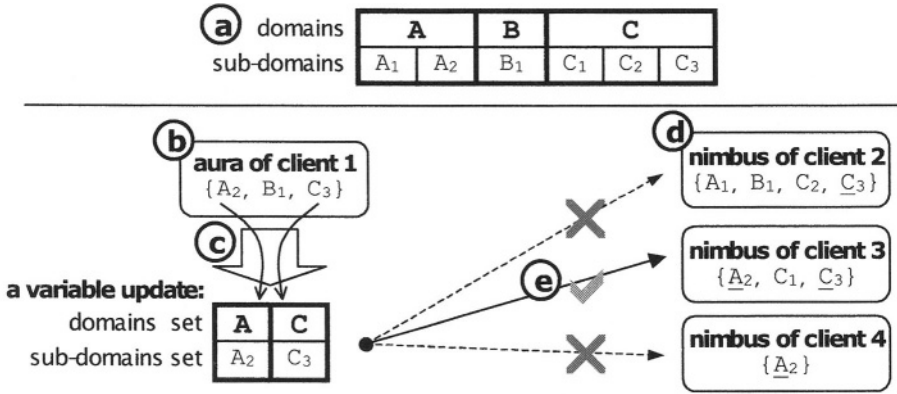 a domains A B C
sub-domains A1 A2 B1 C1 C2 C3
b
aura of client 1
{A2, B1, C3}
c
a variable update:
domains set A C
sub-domains set A2 C3
d
nimbus of client 2
{A1, B1, C2, C3}
e
nimbus of client 3
{A2, C1, C3}
nimbus of client 4
{A2}